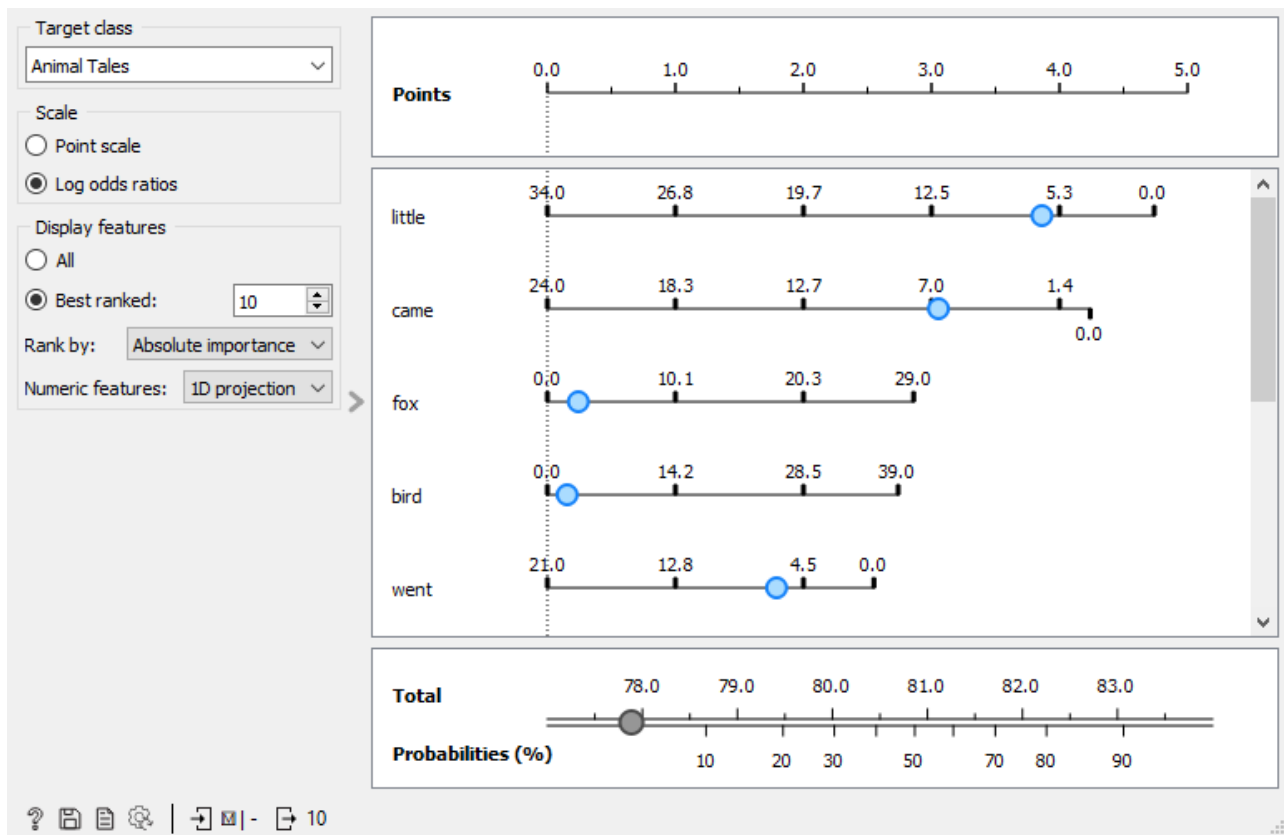 Target class
Animal Tales
Scale
Point scale
Log odds ratios
Display features
All
Best ranked: 10
Rank by: Absolute importance
Numeric features: 1D projection
Points
0.0 1.0 2.0 3.0 4.0 5.0
little
34.0 26.8 19.7 12.5 5.3 0.0
came
24.0 18.3 12.7 7.0 1.4
0.0
fox
0.0 10.1 20.3 29.0
bird
0.0 14.2 28.5 39.0
went
21.0 12.8 4.5 0.0
Total
78.0 79.0 80.0 81.0 82.0 83.0
Probabilities (%)
10 20 30 50 70 80 90
? M | - 10